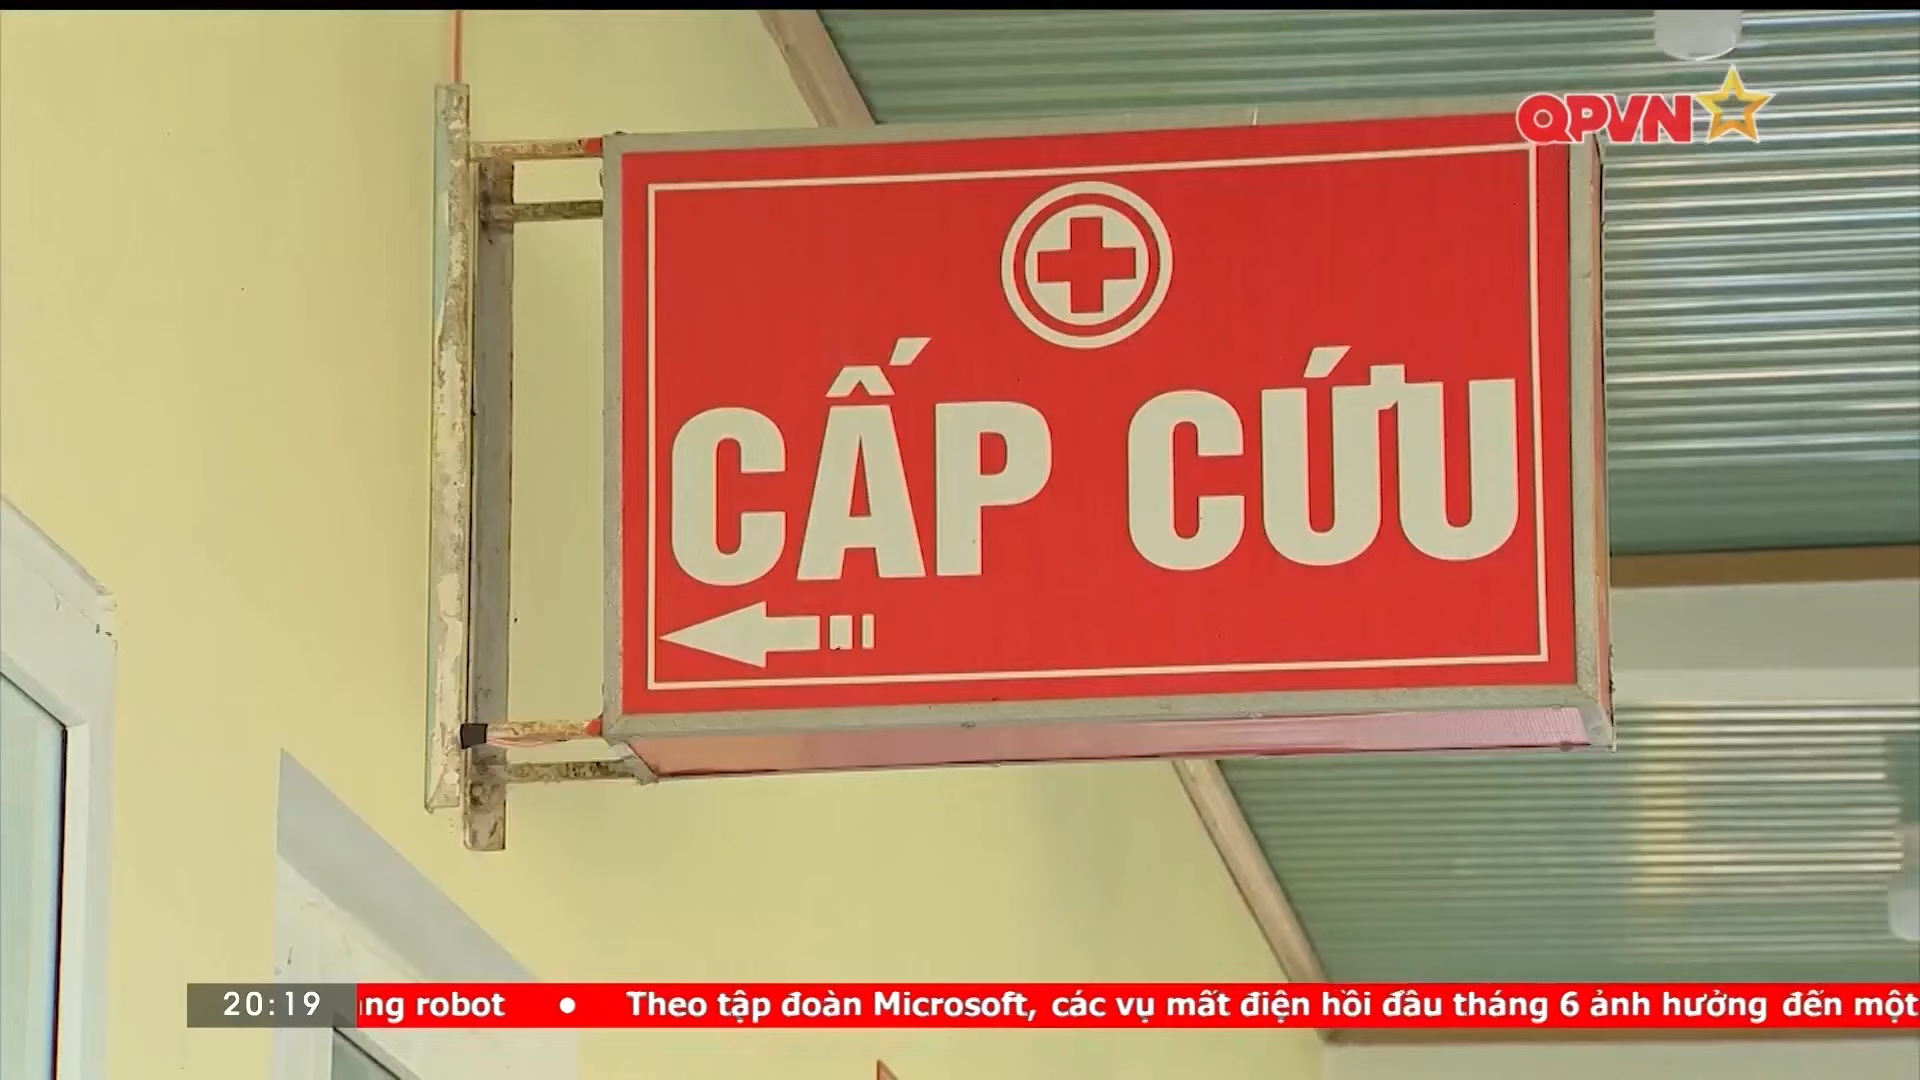 QPVN
CẤP CỨU
20:19 ng robot • Theo tập đoàn Microsoft, các vụ mất điện hồi đầu tháng 6 ảnh hưởng đến một